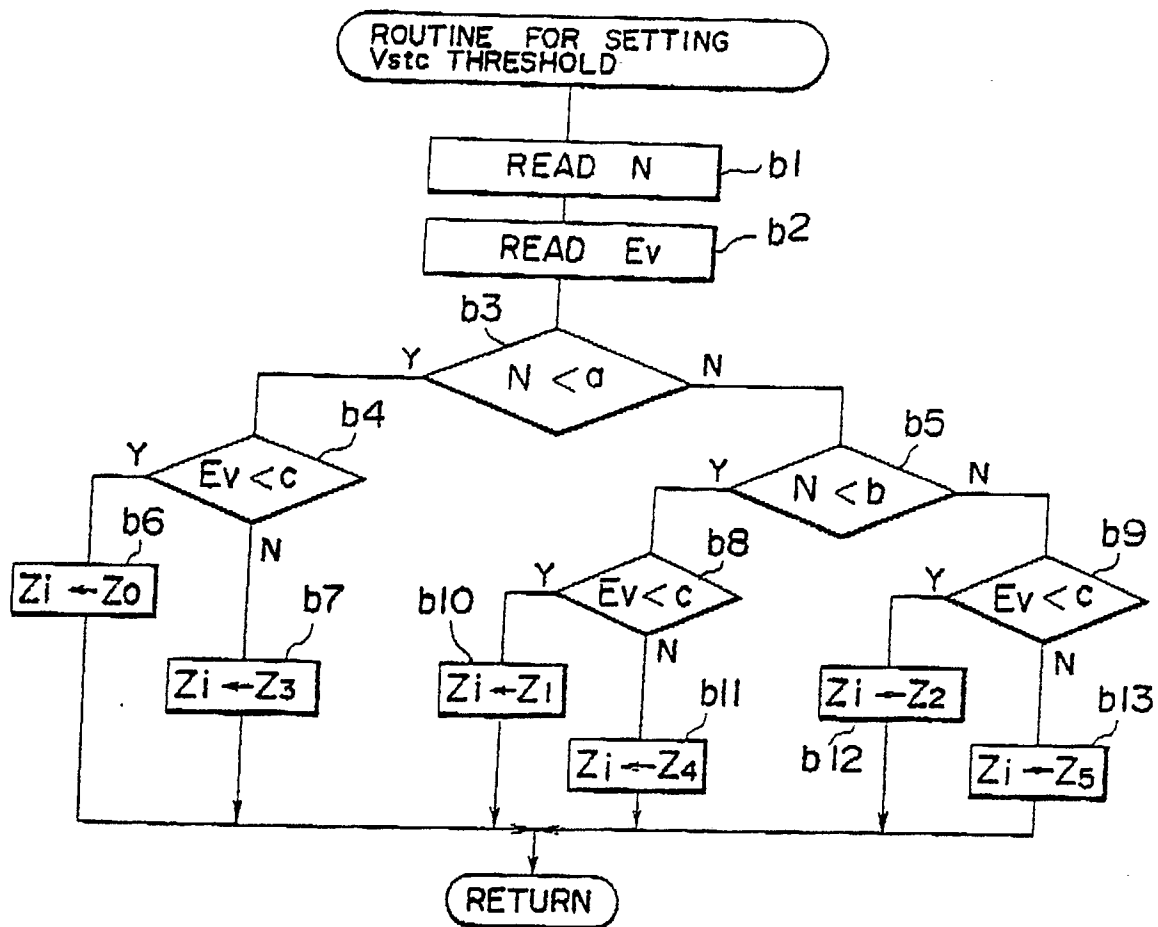 ROUTINE FOR SETTING
Vstc THRESHOLD
READ N
b1
READ Ev
b2
b3
Y
N < a
N
b4
Y
Ev < c
N
b5
Y
N < b
N
b6
Zi ← Z0
b7
Zi ← Z3
b8
Y
Ev < c
N
b9
Y
Ev < c
N
b10
Zi ← Z1
b11
Zi ← Z4
Zi ← Z2
b12
b13
Zi ← Z5
RETURN